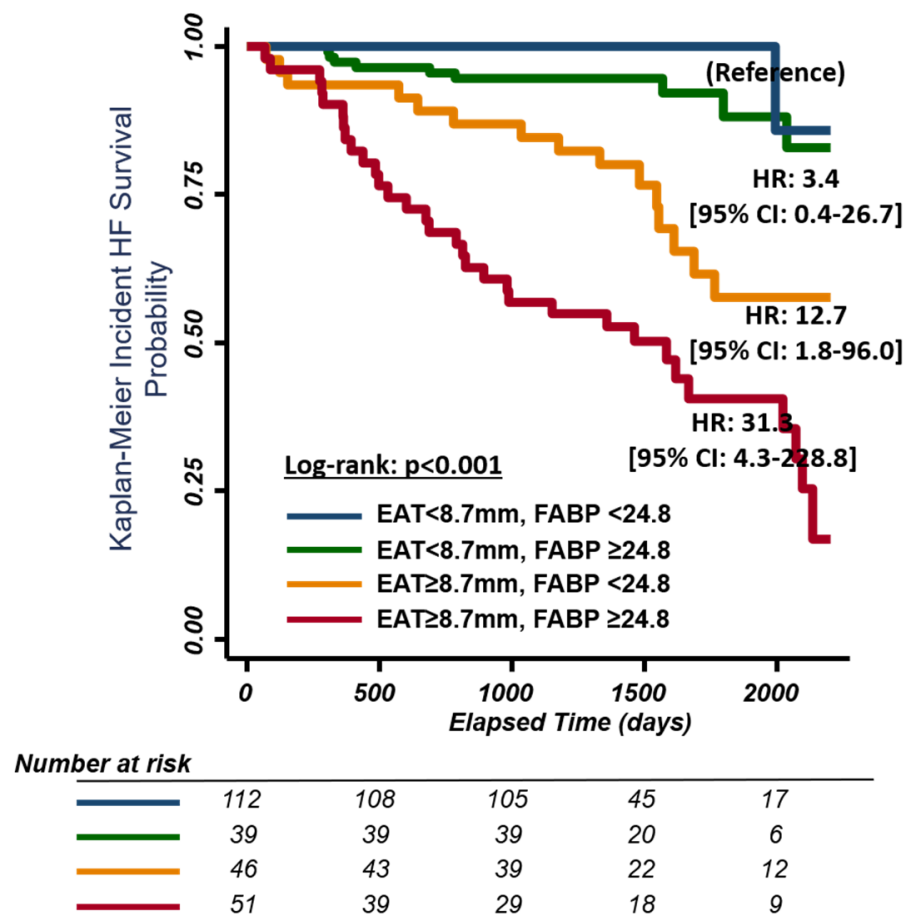 Kaplan-Meier Incident HF Survival
Probability
1.00
0.75
0.50
0.25
0.00
(Reference)
HR: 3.4
[95% CI: 0.4-26.7]
HR: 12.7
[95% CI: 1.8-96.0]
HR: 31.3
[95% CI: 4.3-228.8]
Log-rank: p<0.001
EAT<8.7mm, FABP <24.8
EAT<8.7mm, FABP ≥24.8
EAT≥8.7mm, FABP <24.8
EAT≥8.7mm, FABP ≥24.8
0 500 1000 1500 2000
Elapsed Time (days)
Number at risk
112 108 105 45 17
39 39 39 20 6
46 43 39 22 12
51 39 29 18 9